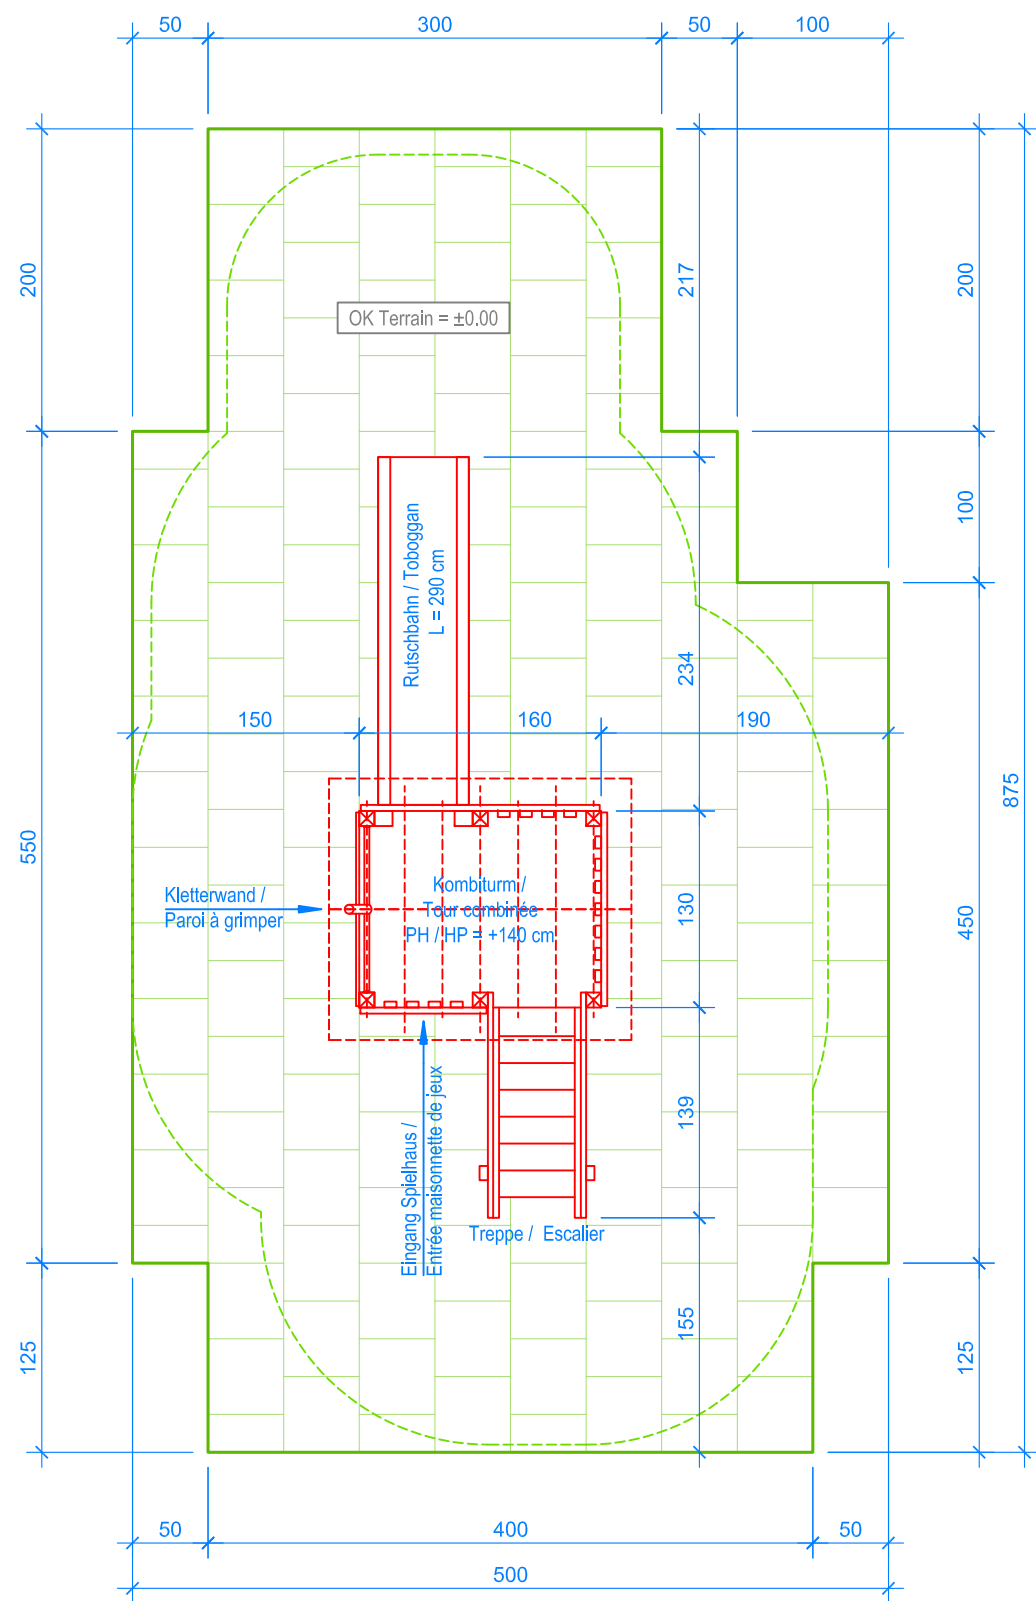 50
300
50
100
200
217
200
OK Terrain = ±0.00
100
Rutschbahn / Toboggan
L = 290 cm
234
150
160
190
875
550
Kletterwand /
Paroi à grimper
Kombiturm /
Tour combinée
PH / HP = +140 cm
130
450
Eingang Spielhaus /
Entrée maisonnette de jeux
139
Treppe / Escalier
155
125
125
50
400
50
500